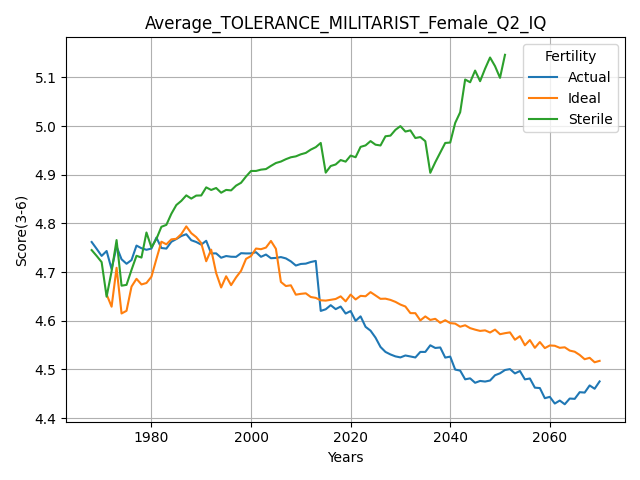 Average_TOLERANCE_MILITARIST_Female_Q2_IQ
Fertility
Actual
Ideal
Sterile
Score(3-6)
5.1
5.0
4.9
4.8
4.7
4.6
4.5
4.4
1980
2000
2020
2040
2060
Years